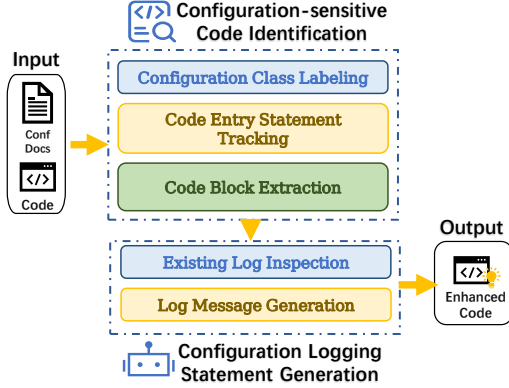 Configuration-sensitive
Code Identification
Input
Conf
Docs
Code
Configuration Class Labeling
Code Entry Statement
Tracking
Code Block Extraction
Existing Log Inspection
Log Message Generation
Output
Enhanced
Code
Configuration Logging
Statement Generation